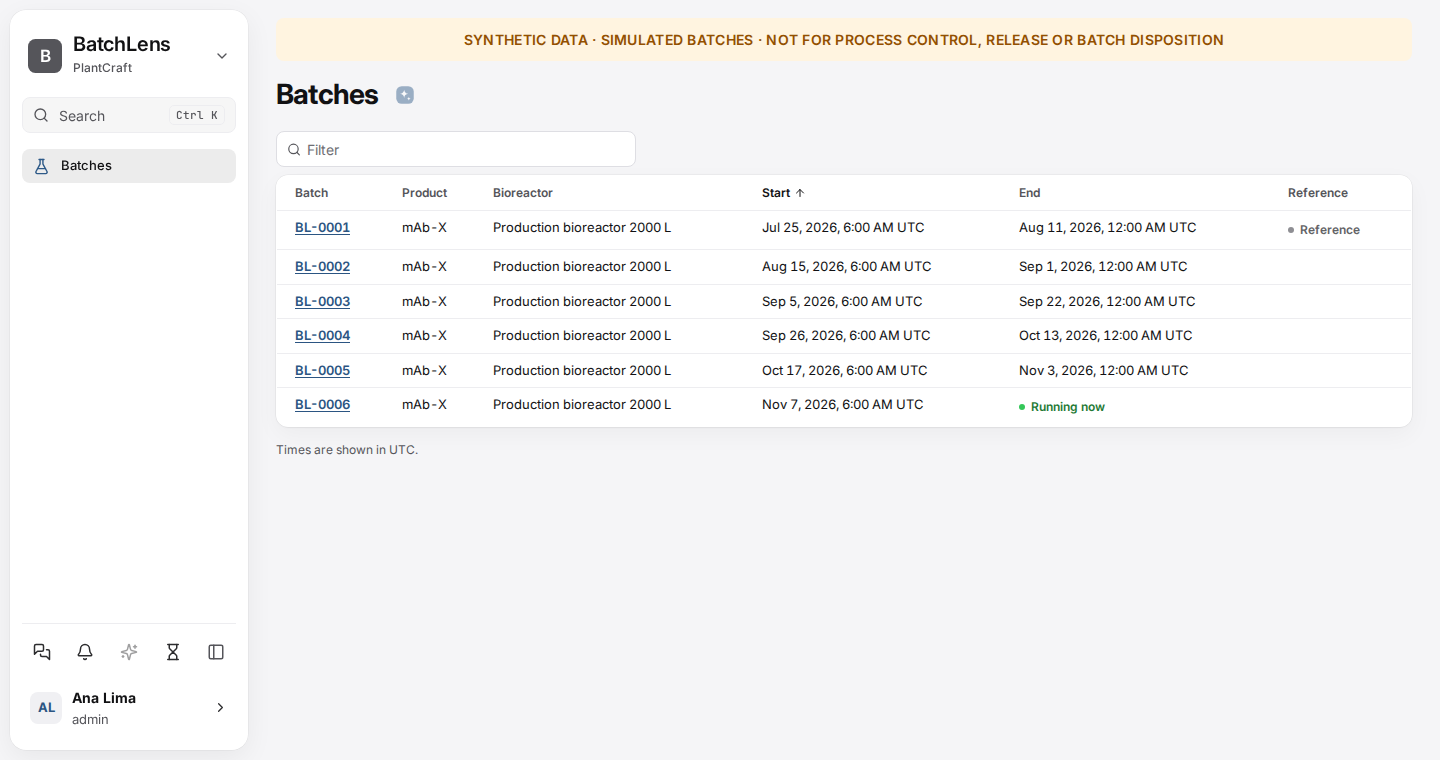 B
BatchLens
PlantCraft
Search
Ctrl K
Batches
Ana Lima
AL
admin
SYNTHETIC DATA · SIMULATED BATCHES · NOT FOR PROCESS CONTROL, RELEASE OR BATCH DISPOSITION
Batches
Filter
Batch Product Bioreactor Start ↑ End Reference
BL-0001 mAb-X Production bioreactor 2000 L Jul 25, 2026, 6:00 AM UTC Aug 11, 2026, 12:00 AM UTC Reference
BL-0002 mAb-X Production bioreactor 2000 L Aug 15, 2026, 6:00 AM UTC Sep 1, 2026, 12:00 AM UTC
BL-0003 mAb-X Production bioreactor 2000 L Sep 5, 2026, 6:00 AM UTC Sep 22, 2026, 12:00 AM UTC
BL-0004 mAb-X Production bioreactor 2000 L Sep 26, 2026, 6:00 AM UTC Oct 13, 2026, 12:00 AM UTC
BL-0005 mAb-X Production bioreactor 2000 L Oct 17, 2026, 6:00 AM UTC Nov 3, 2026, 12:00 AM UTC
BL-0006 mAb-X Production bioreactor 2000 L Nov 7, 2026, 6:00 AM UTC Running now
Times are shown in UTC.